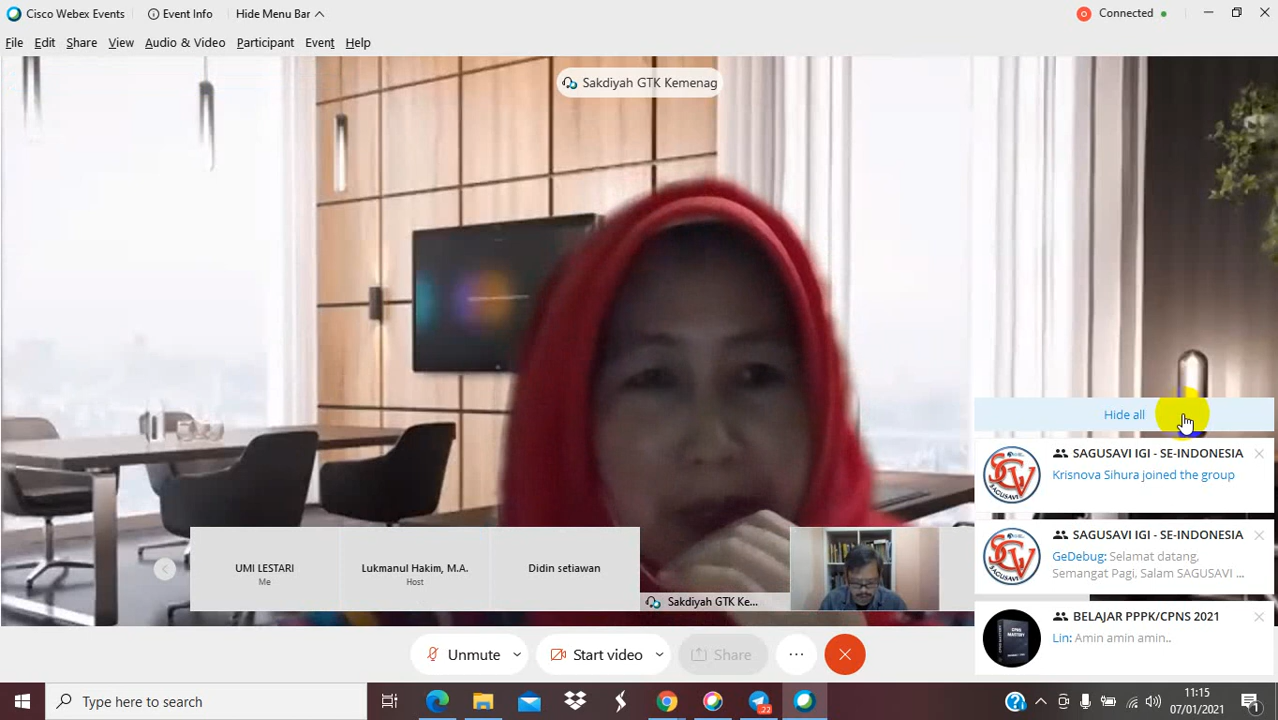 Cisco Webex Events
Event Info
Hide Menu Bar
Connected
File Edit Share View Audio & Video Participant Event Help
Sakdiyah GTK Kemenag
Hide all
SAGUSAVI IGI - SE-INDONESIA
Krisnova Sihura joined the group
SAGUSAVI IGI - SE-INDONESIA
GeDebug: Selamat datang,
Semangat Pagi, Salam SAGUSAVI ...
BELAJAR PPPK/CPNS 2021
Lin: Amin amin amin..
UMI LESTARI
Me
Lukmanul Hakim, M.A.
Host
Didin setiawan
Sakdiyah GTK Ke...
Unmute
Start video
Share
Type here to search
22
11:15
07/01/2021
1